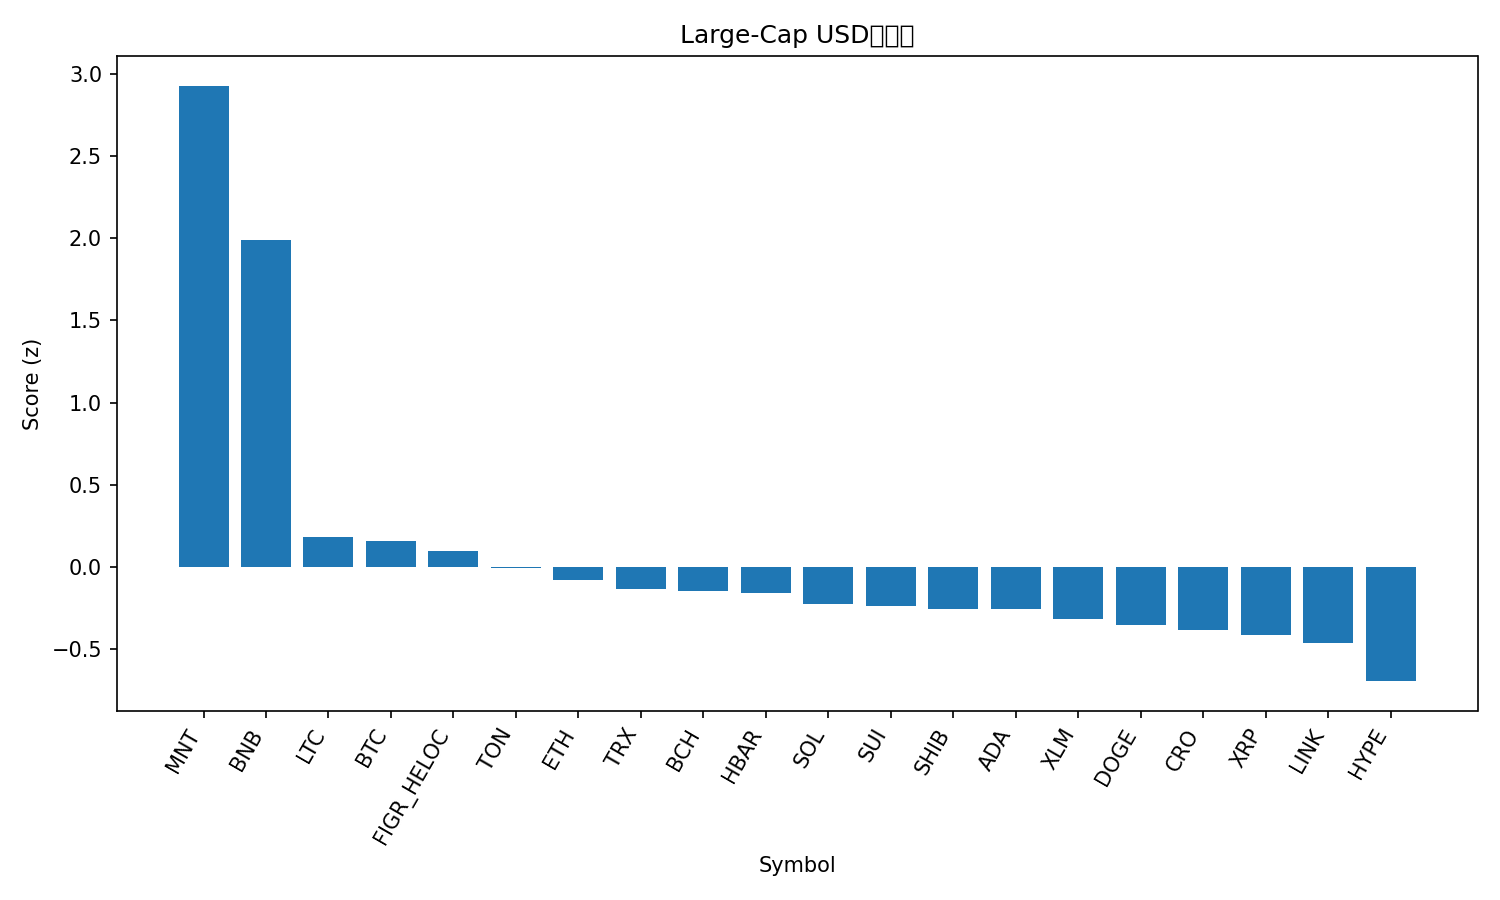 Large-Cap USD
3.0
2.5
2.0
1.5
1.0
0.5
0.0
−0.5
Score (z)
MNT
BNB
LTC
BTC
FIGR_HELOC
TON
ETH
TRX
BCH
HBAR
SOL
SUI
SHIB
ADA
XLM
DOGE
CRO
XRP
LINK
HYPE
Symbol